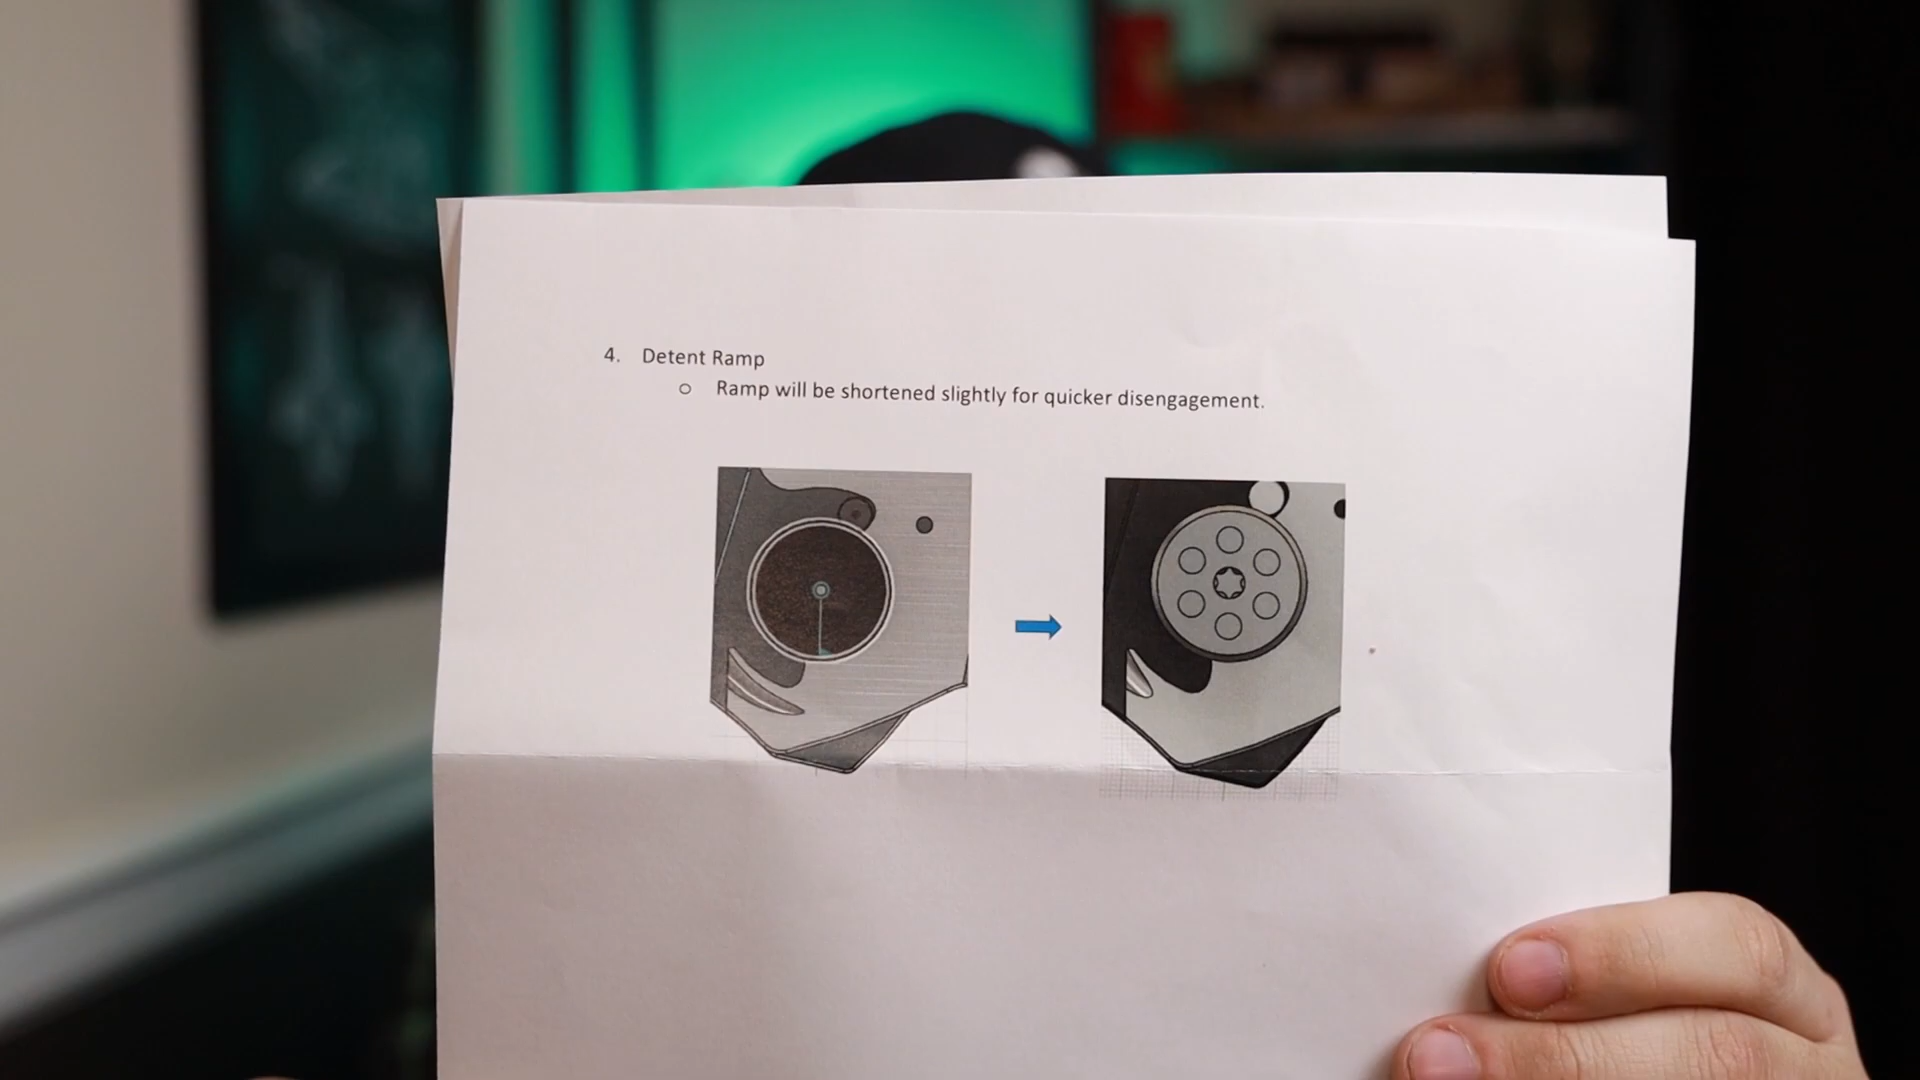 4. Detent Ramp
o Ramp will be shortened slightly for quicker disengagement.